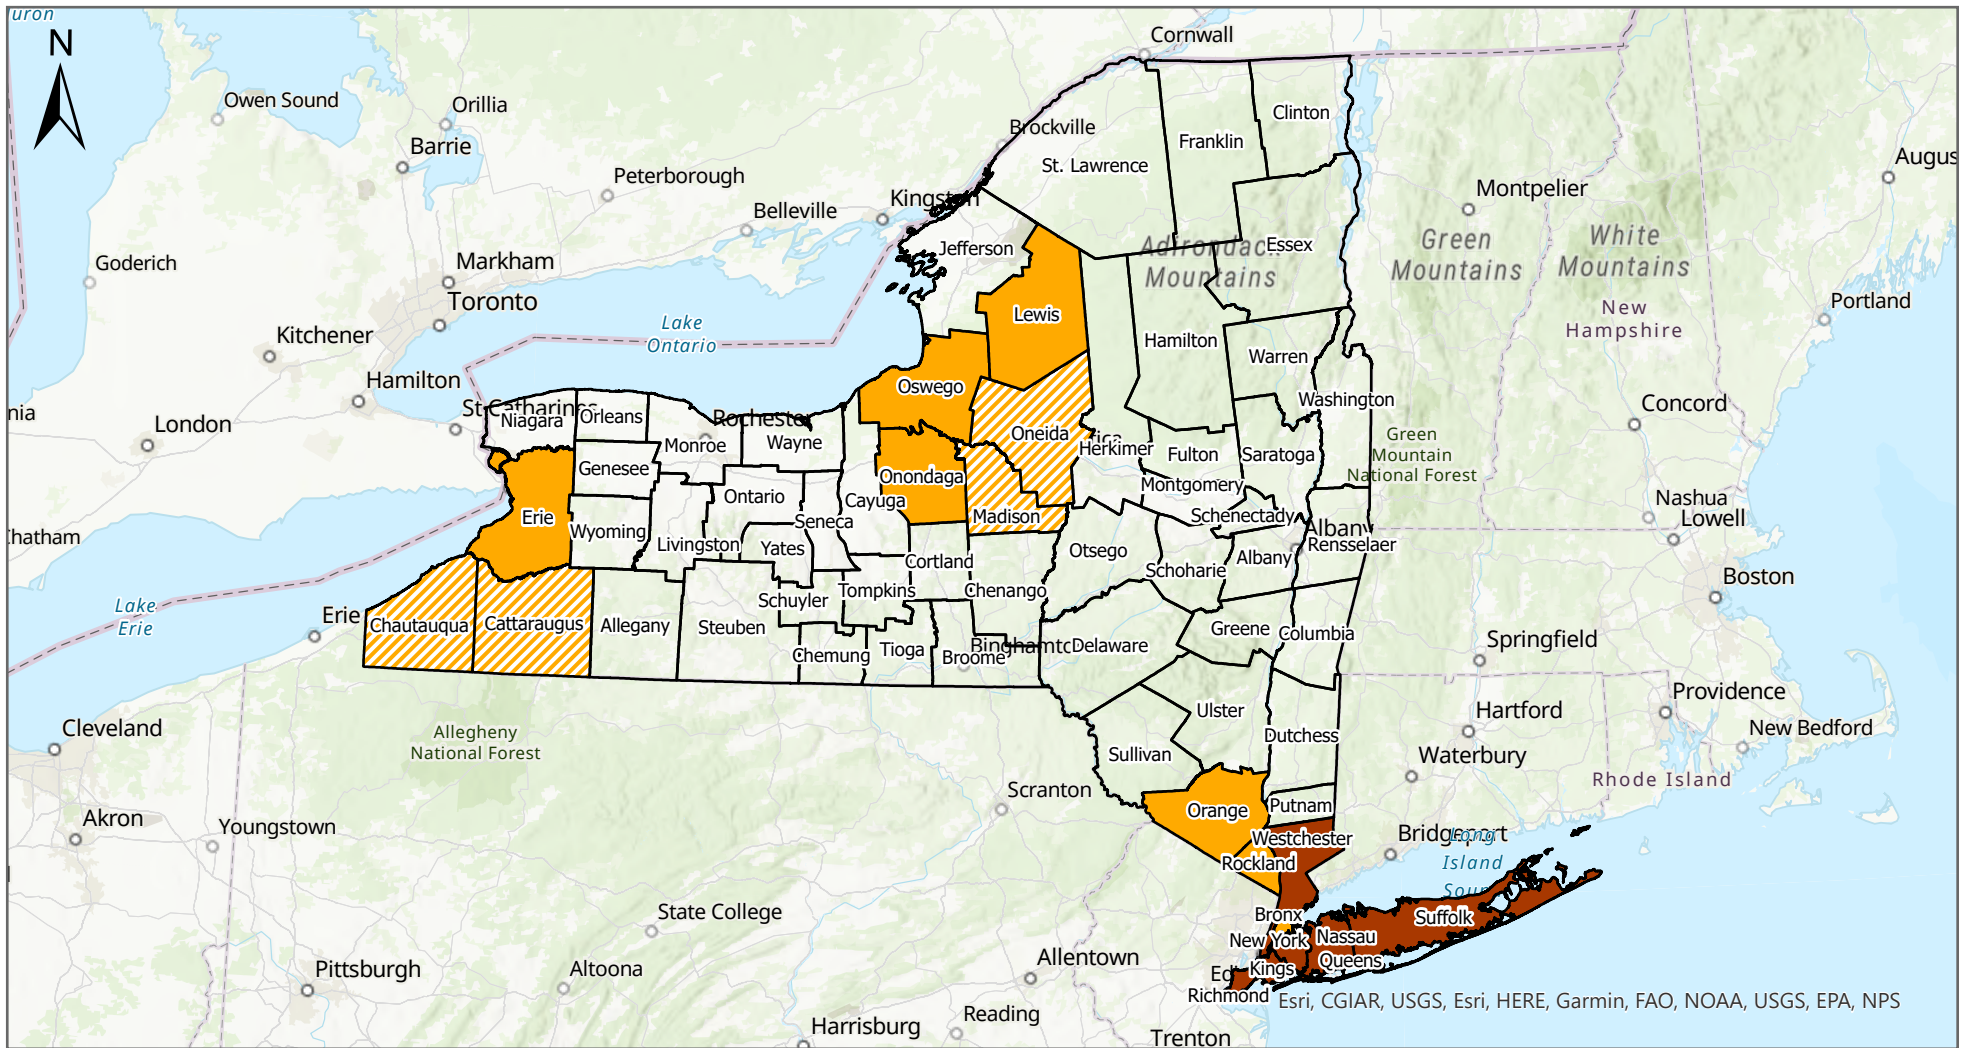 uron
N
Cornwall
Owen Sound
Orillia
Barrie
Brockville
Clinton
Franklin
St. Lawrence
Augus
Peterborough
Belleville
Kingston
Montpelier
Jefferson
Adirondack
Mountains
Essex
Green
Mountains
White
Mountains
Goderich
Markham
Toronto
Lake
Ontario
Lewis
Hamilton
New
Hampshire
Portland
Kitchener
Warren
Hamilton
Oswego
Washington
Concord
nia
London
St. Catharines
Niagara
Orleans
Rochester
Monroe
Wayne
Oneida
Utica
Herkimer
Fulton
Saratoga
Green
Mountain
National Forest
Genesee
Onondaga
Montgomery
Ontario
Cayuga
Nashua
Lowell
Chatham
Erie
Wyoming
Seneca
Madison
Schenectady
Albany
Rensselaer
Livingston
Yates
Otsego
Albany
Cortland
Schoharie
Boston
Lake
Erie
Erie
Chautauqua
Cattaraugus
Allegany
Steuben
Schuyler
Tompkins
Chenango
Greene
Columbia
Springfield
Chemung
Tioga
Broome
Binghamto
Delaware
Providence
Cleveland
Allegheny
National Forest
Ulster
Hartford
New Bedford
Dutchess
Sullivan
Waterbury
Rhode Island
Scranton
Akron
Youngstown
Orange
Putnam
Westchester
Bridgeport
Rockland
Long
Island
Soun
State College
Bronx
Suffolk
New York
Nassau
Pittsburgh
Altoona
Allentown
Ed
Kings
Queens
Richmond
Esri, CGIAR, USGS, Esri, HERE, Garmin, FAO, NOAA, USGS, EPA, NPS
Harrisburg
Reading
Trenton